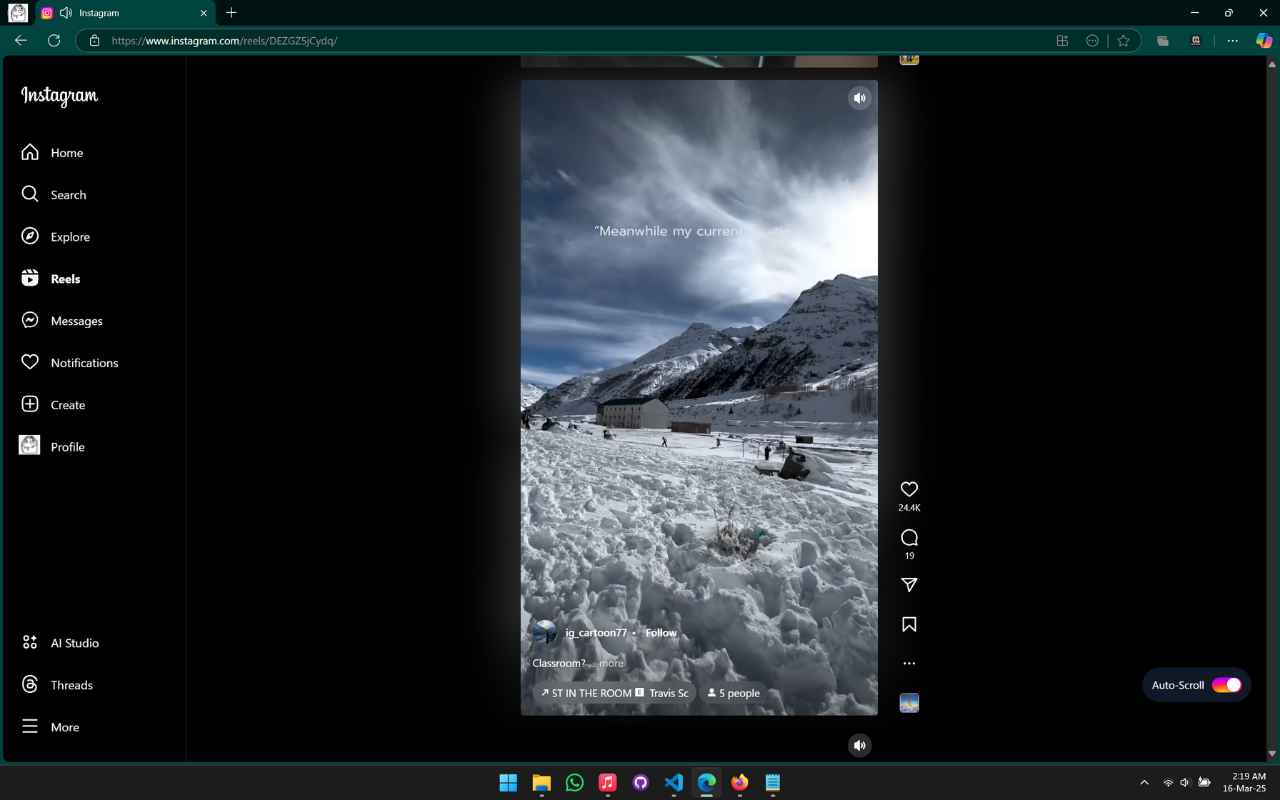 Instagram
https://www.instagram.com/reels/DEZGZ5jCydq/
Instagram
Home
Search
Explore
Reels
Messages
Notifications
Create
Profile
AI Studio
Threads
More
“Meanwhile my current
24.4K
19
ig_cartoon77 • Follow
Classroom? ... more
ST IN THE ROOM E Travis Sc
5 people
Auto-Scroll
2:19 AM
16-Mar-25